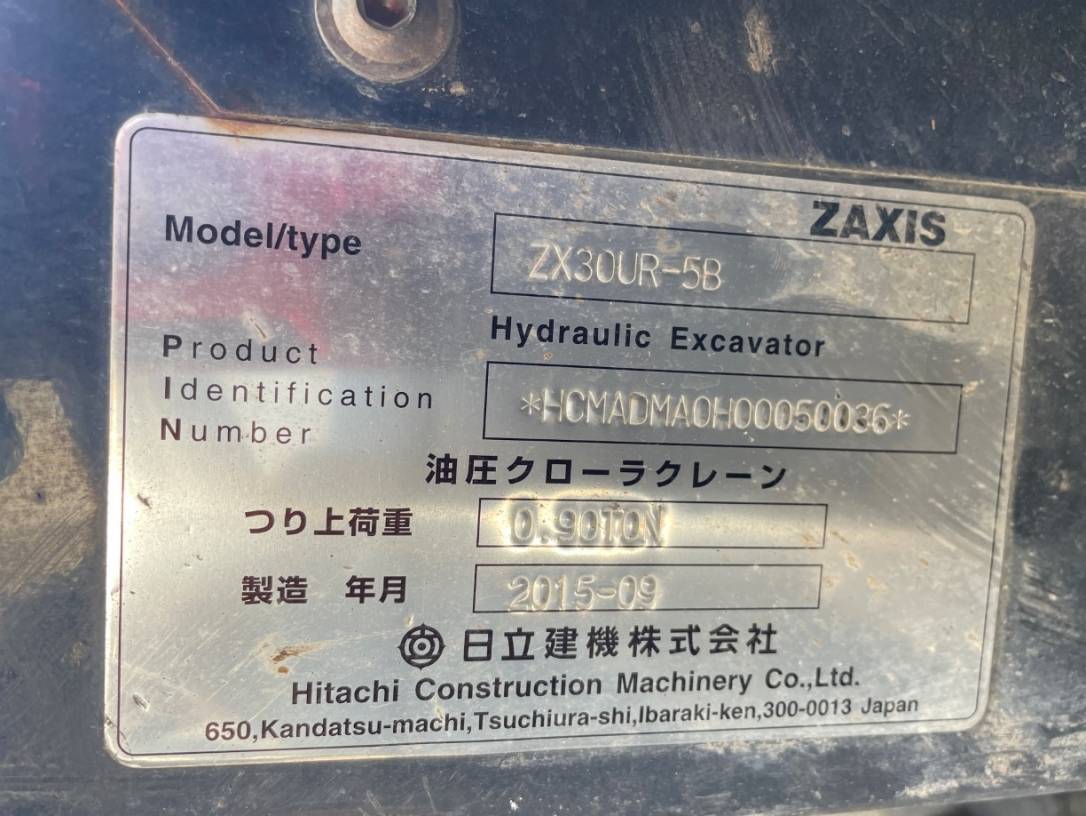 ZAXIS
Model/type ZX30UR-5B
Hydraulic Excavator
Product
Identification *HCMADMA0H00050036*
Number
油圧クローラクレーン
つり上荷重 0.90TON
製造 年月 2015-09
日立建機株式会社
Hitachi Construction Machinery Co.,Ltd.
650,Kandatsu-machi,Tsuchiura-shi,Ibaraki-ken,300-0013 Japan